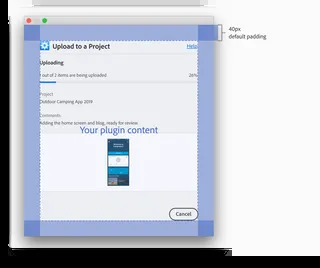 40px
default padding
Upload to a Project
Help
Uploading
1 out of 2 items are being uploaded
26%
Project
Outdoor Camping App 2019
Comments
Adding the home screen and blog, ready for review.
Your plugin content
Cancel